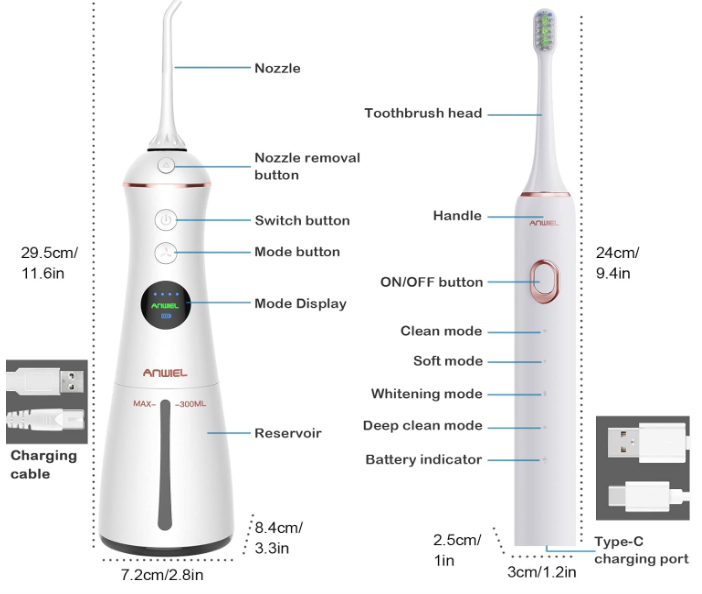 Nozzle
Nozzle removal
button
Switch button
Mode button
Mode Display
ANWIEL
ANWIEL
MAX- -300ML
Reservoir
29.5cm/
11.6in
Charging
cable
8.4cm/
3.3in
7.2cm/2.8in
Toothbrush head
Handle
ANWIEL
ON/OFF button
Clean mode
Soft mode
Whitening mode
Deep clean mode
Battery indicator
24cm/
9.4in
2.5cm/
1in
3cm/1.2in
Type-C
charging port